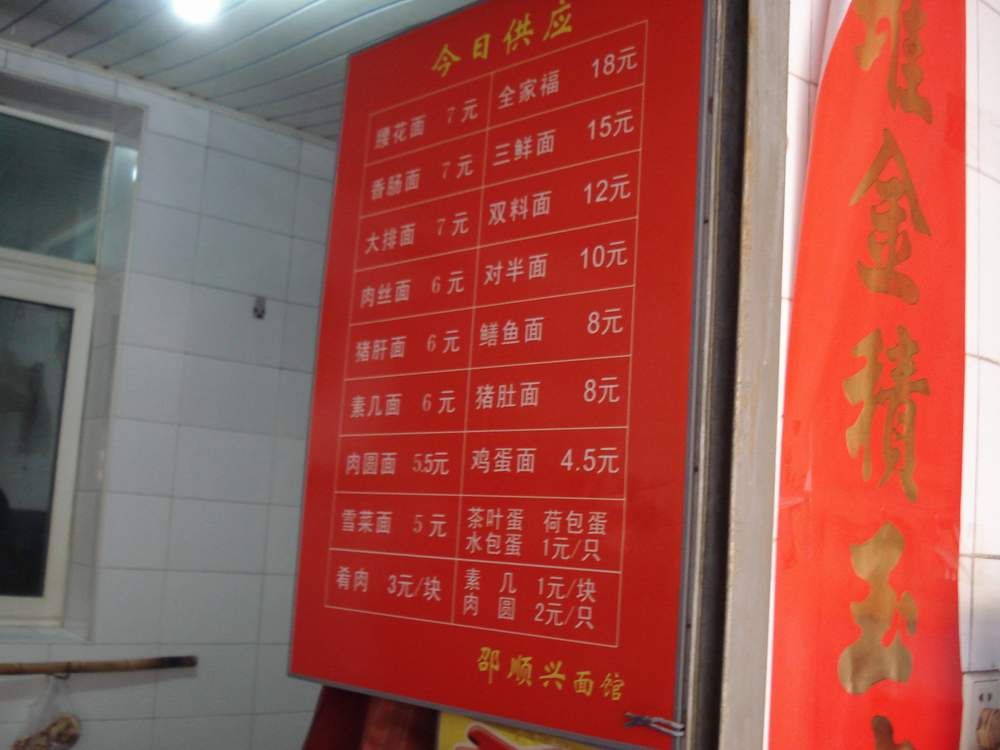 今日供应
腰花面 7元 全家福 18元
香肠面 7元 三鲜面 15元
大排面 7元 双料面 12元
肉丝面 6元 对半面 10元
猪肝面 6元 鳝鱼面 8元
素几面 6元 猪肚面 8元
肉圆面 5.5元 鸡蛋面 4.5元
雪菜面 5元 茶叶蛋 荷包蛋
水包蛋 1元/只
肴肉 3元/块 素几 1元/块
肉圆 2元/只
邵顺兴面馆
堆金積玉